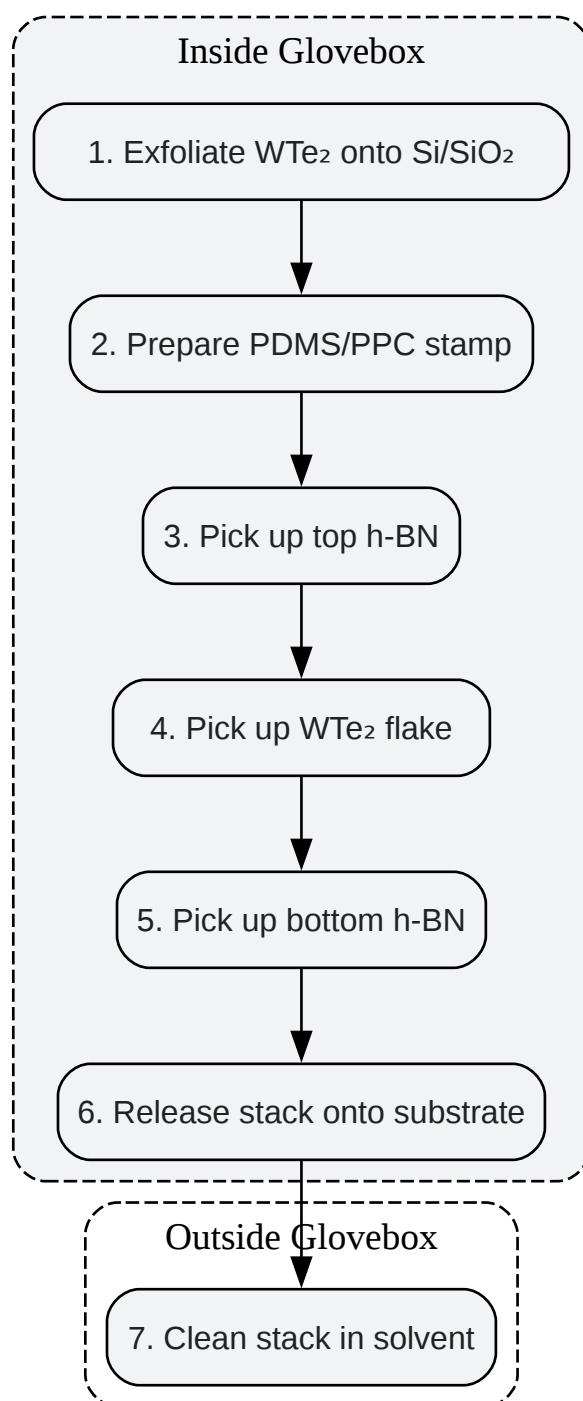 Inside Glovebox
1. Exfoliate WTe₂ onto Si/SiO₂
2. Prepare PDMS/PPC stamp
3. Pick up top h-BN
4. Pick up WTe₂ flake
5. Pick up bottom h-BN
6. Release stack onto substrate
Outside Glovebox
7. Clean stack in solvent